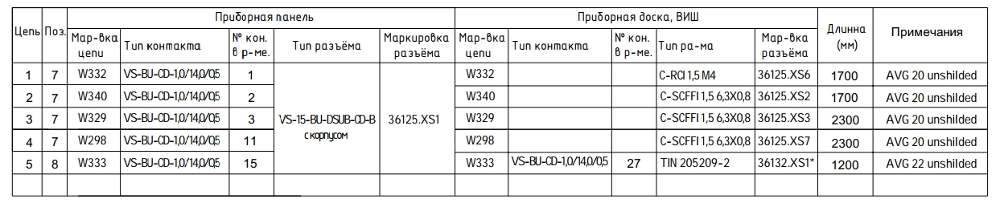 Приборная панель Приборная доска, ВИШ
Цепь Поз. Мар-вка цепи Тип контакта № кон. в р-ме. Тип разъёма Маркировка разъёма Мар-вка цепи Тип контакта № кон. в р-ме. Тип ра-ма Мар-вка разъёма Длинна (мм) Примечания
1 7 W332 VS-BU-CD-1,0/14,0/0,5 1 W332 C-RCI 1,5 M4 36125.XS6 1700 AVG 20 unshilded
2 7 W340 VS-BU-CD-1,0/14,0/0,5 2 W340 C-SCFFI 1,5 6,3X0,8 36125.XS2 1700 AVG 20 unshilded
3 7 W329 VS-BU-CD-1,0/14,0/0,5 3 VS-15-BU-DSUB-CD-B с корпусом 36125.XS1 W329 C-SCFFI 1,5 6,3X0,8 36125.XS3 2300 AVG 20 unshilded
4 7 W298 VS-BU-CD-1,0/14,0/0,5 11 W298 C-SCFFI 1,5 6,3X0,8 36125.XS7 2300 AVG 20 unshilded
5 8 W333 VS-BU-CD-1,0/14,0/0,5 15 W333 VS-BU-CD-1,0/14,0/0,5 27 TIN 205209-2 36132.XS1* 1200 AVG 22 unshilded